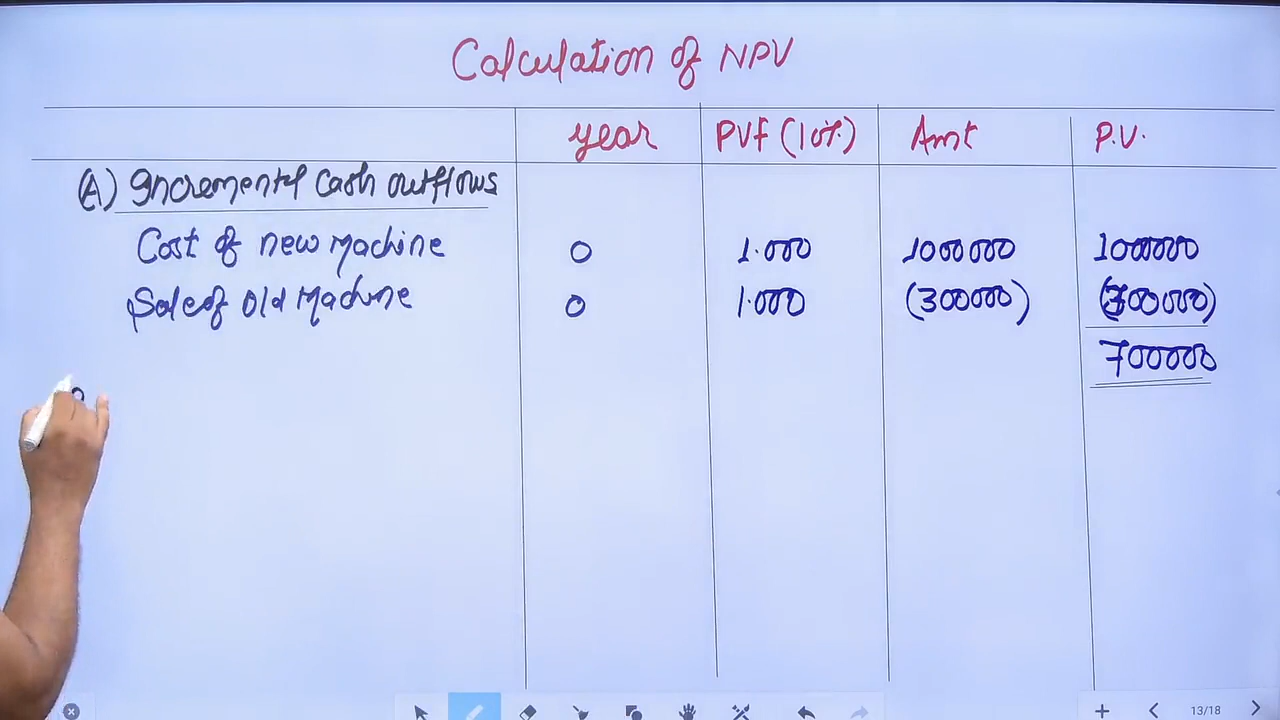 Calculation of NPV
year PVf (10%) Amt P.V.
(A) Incremental Cash outflows
Cost of new Machine 0 1.000 1000000 1000000
Sale of Old Machine 0 1.000 (300000) (300000)
700000
13/18